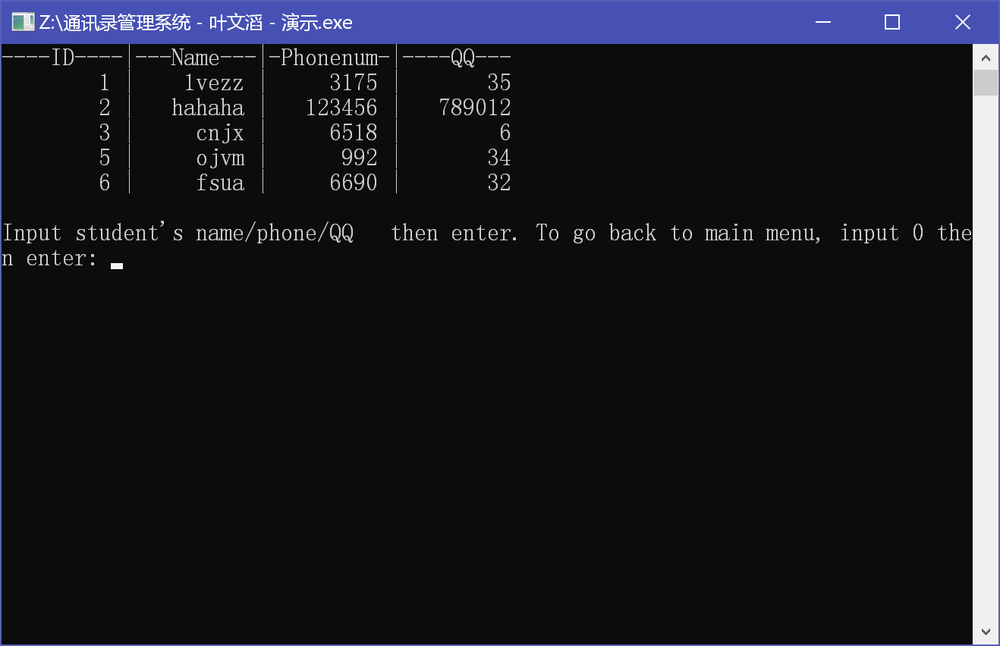 Z:\通讯录管理系统 - 叶文滔 - 演示.exe
----ID----|---Name---|-Phonenum-|----QQ---
1 | lvezz | 3175 | 35
2 | hahaha | 123456 | 789012
3 | cnjx | 6518 | 6
5 | ojvm | 992 | 34
6 | fsua | 6690 | 32
Input student's name/phone/QQ   then enter. To go back to main menu, input 0 the
n enter: